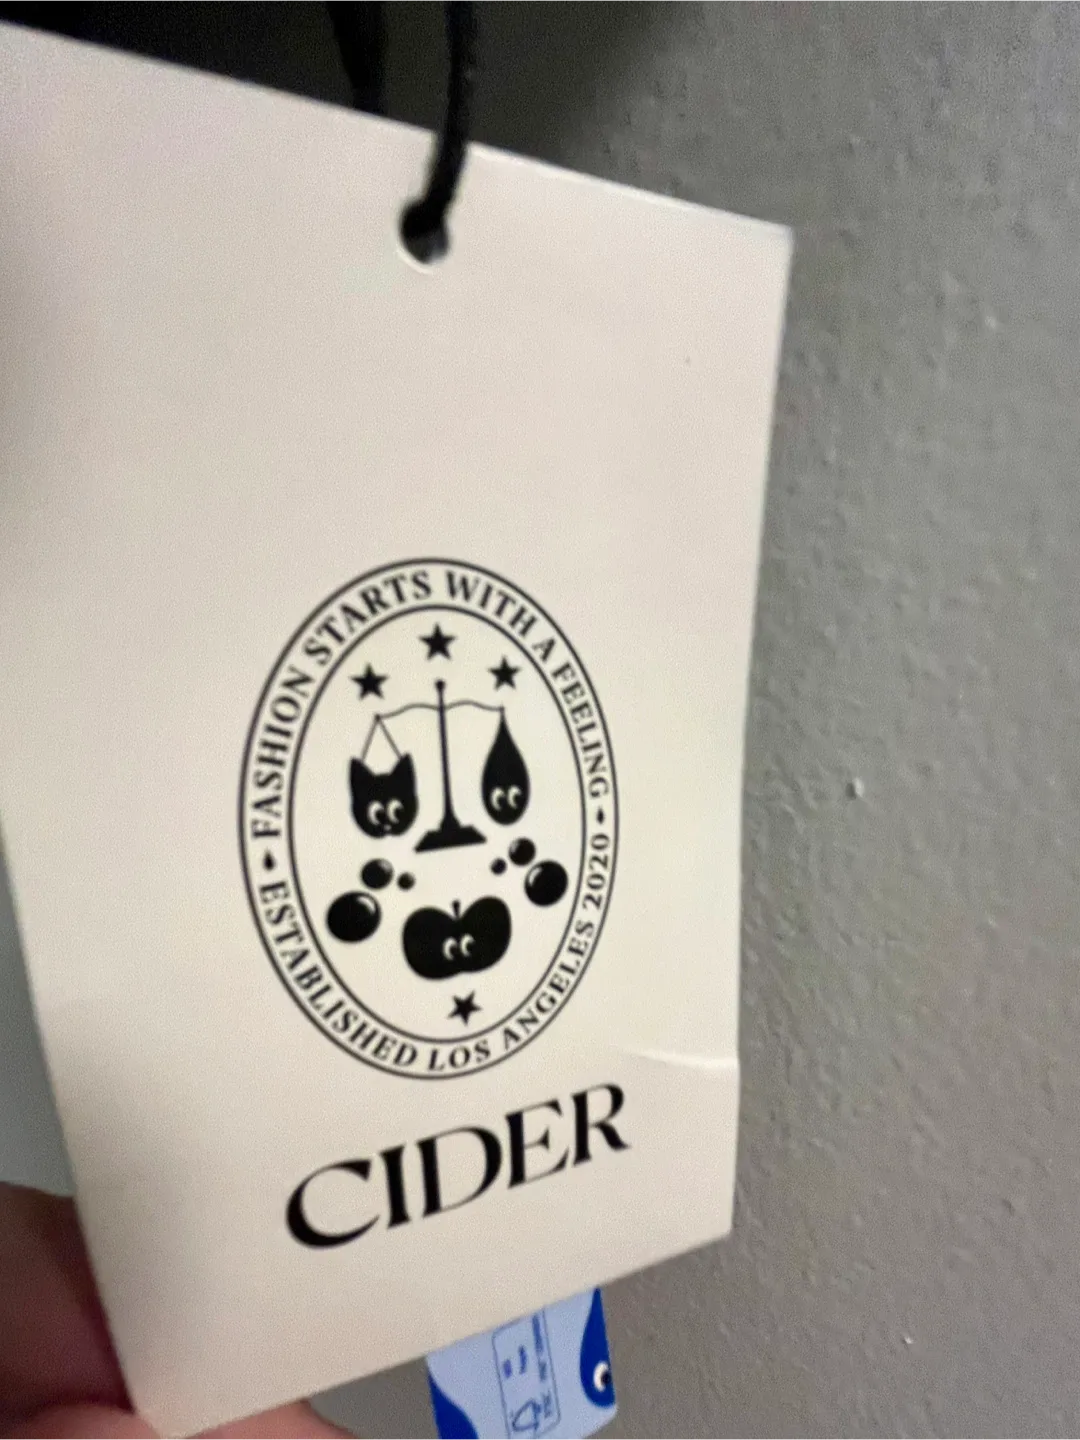 FASHION STARTS WITH A FEELING
ESTABLISHED LOS ANGELES 2020
CIDER